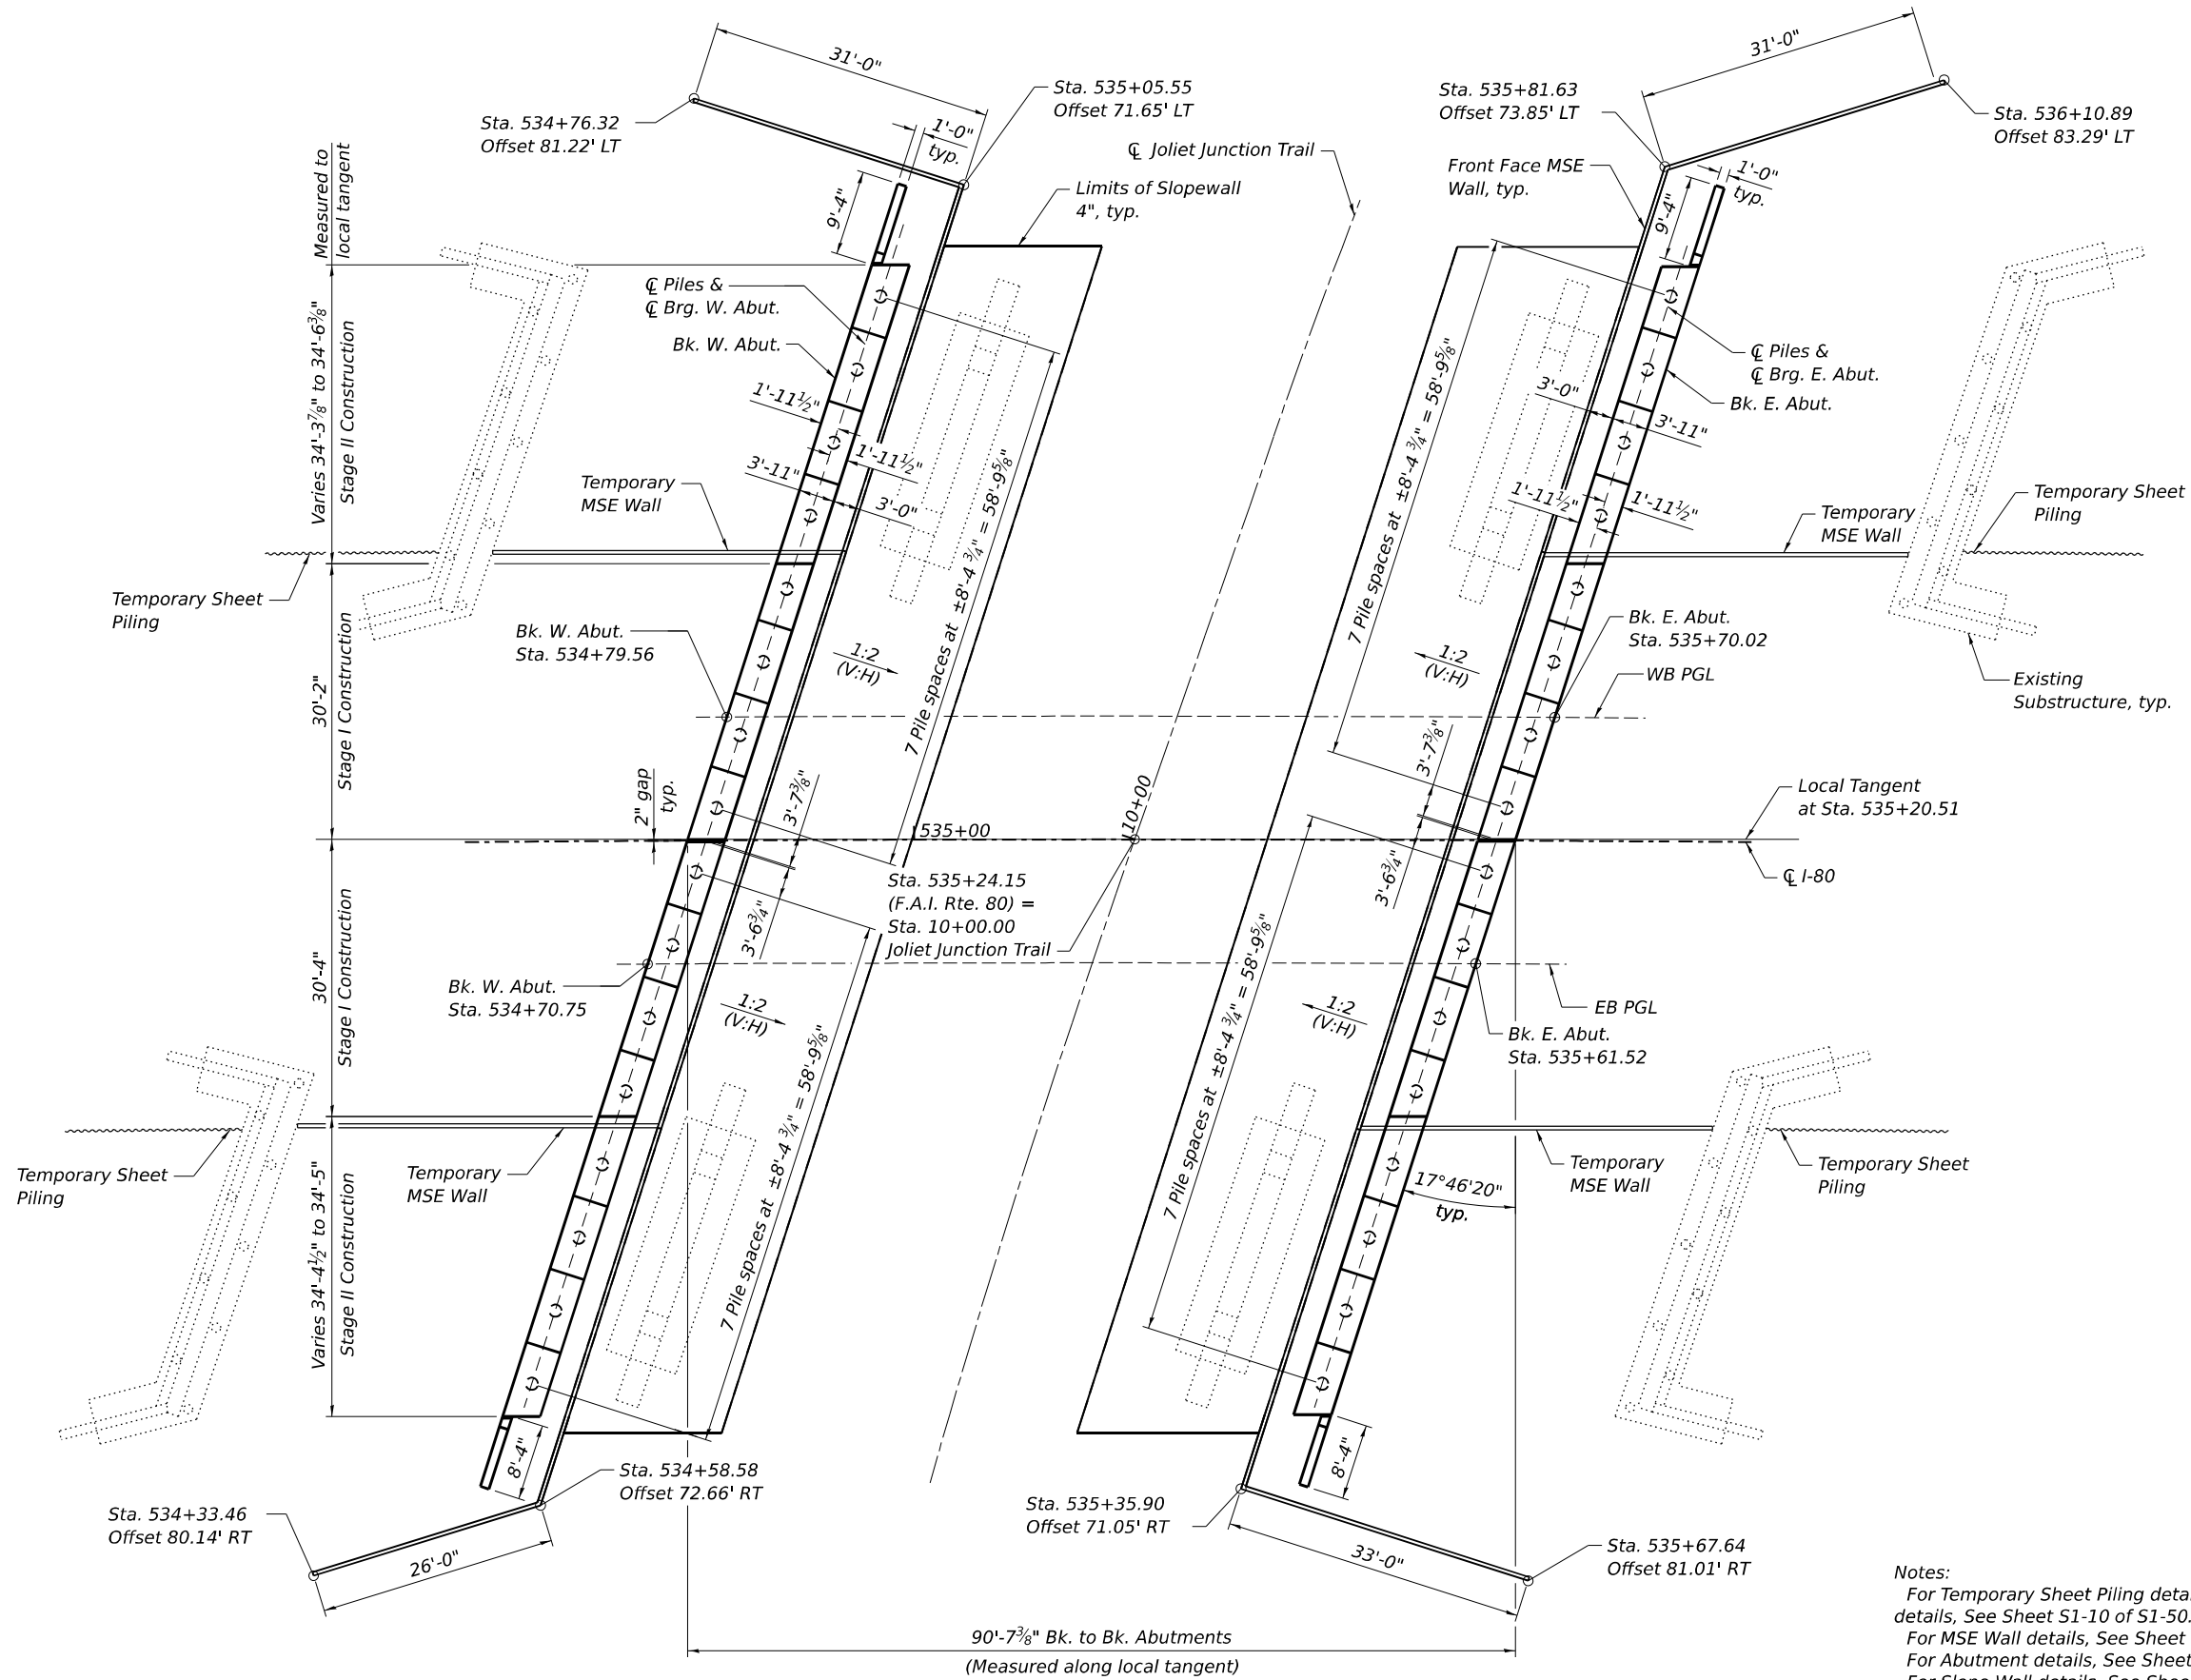 31'-0"
31'-0"
Sta. 535+05.55
Offset 71.65' LT
Sta. 535+81.63
Offset 73.85' LT
Sta. 534+76.32
Offset 81.22' LT
Sta. 536+10.89
Offset 83.29' LT
1'-0"
typ.
℄ Joliet Junction Trail
Front Face MSE
Wall, typ.
1'-0"
typ.
Measured to
local tangent
9'-4"
Limits of Slopewall
4", typ.
9'-4"
℄ Piles &
℄ Brg. W. Abut.
Bk. W. Abut.
℄ Piles &
℄ Brg. E. Abut.
Bk. E. Abut.
Varies 34'-3⅞" to 34'-6⅜"
Stage II Construction
1'-11½"
1'-11½"
3'-11"
3'-0"
3'-0"
3'-11"
1'-11½"
1'-11½"
7 Pile spaces at ±8'-4 ¾" = 58'-9⅝"
7 Pile spaces at ±8'-4 ¾" = 58'-9⅝"
Temporary
MSE Wall
Temporary
MSE Wall
Temporary Sheet
Piling
Temporary Sheet
Piling
Bk. W. Abut.
Sta. 534+79.56
Bk. E. Abut.
Sta. 535+70.02
WB PGL
Existing
Substructure, typ.
1:2
(V:H)
1:2
(V:H)
30'-2"
Stage I Construction
2" gap
typ.
3'-7⅜"
3'-7⅜"
535+00
10+00
Local Tangent
at Sta. 535+20.51
℄ I-80
3'-6¾"
3'-6¾"
Sta. 535+24.15
(F.A.I. Rte. 80) =
Sta. 10+00.00
Joliet Junction Trail
30'-4"
Stage I Construction
Bk. W. Abut.
Sta. 534+70.75
EB PGL
Bk. E. Abut.
Sta. 535+61.52
1:2
(V:H)
1:2
(V:H)
7 Pile spaces at ±8'-4 ¾" = 58'-9⅝"
7 Pile spaces at ±8'-4 ¾" = 58'-9⅝"
Temporary Sheet
Piling
Temporary
MSE Wall
Temporary
MSE Wall
Temporary Sheet
Piling
17°46'20"
typ.
Varies 34'-4½" to 34'-5"
Stage II Construction
8'-4"
8'-4"
Sta. 534+58.58
Offset 72.66' RT
Sta. 535+35.90
Offset 71.05' RT
Sta. 534+33.46
Offset 80.14' RT
Sta. 535+67.64
Offset 81.01' RT
26'-0"
33'-0"
90'-7⅜" Bk. to Bk. Abutments
(Measured along local tangent)
Notes:
For Temporary Sheet Piling
details, See Sheet S1-10 of S1-50.
For MSE Wall details, See Sheet
For Abutment details, See Sheet